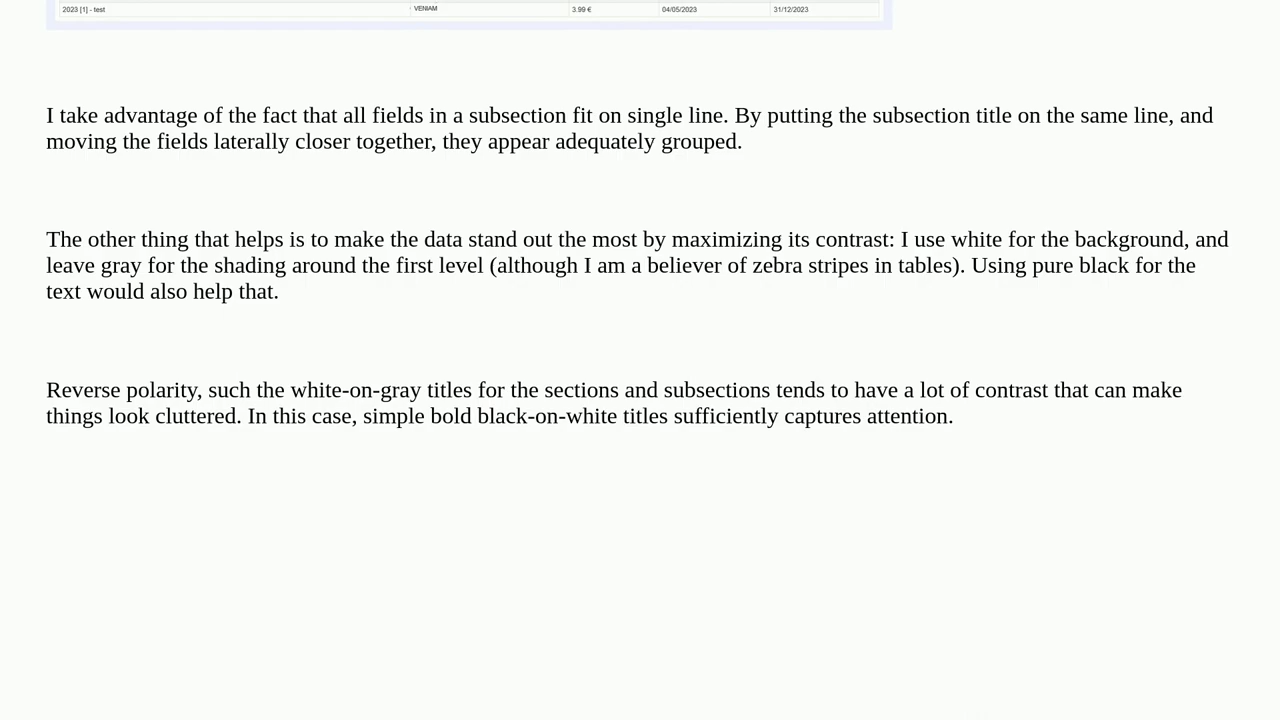 2023 [1] - test VENIAM 3.99 € 04/05/2023 31/12/2023
I take advantage of the fact that all fields in a subsection fit on single line. By putting the subsection title on the same line, and
moving the fields laterally closer together, they appear adequately grouped.
The other thing that helps is to make the data stand out the most by maximizing its contrast: I use white for the background, and
leave gray for the shading around the first level (although I am a believer of zebra stripes in tables). Using pure black for the
text would also help that.
Reverse polarity, such the white-on-gray titles for the sections and subsections tends to have a lot of contrast that can make
things look cluttered. In this case, simple bold black-on-white titles sufficiently captures attention.